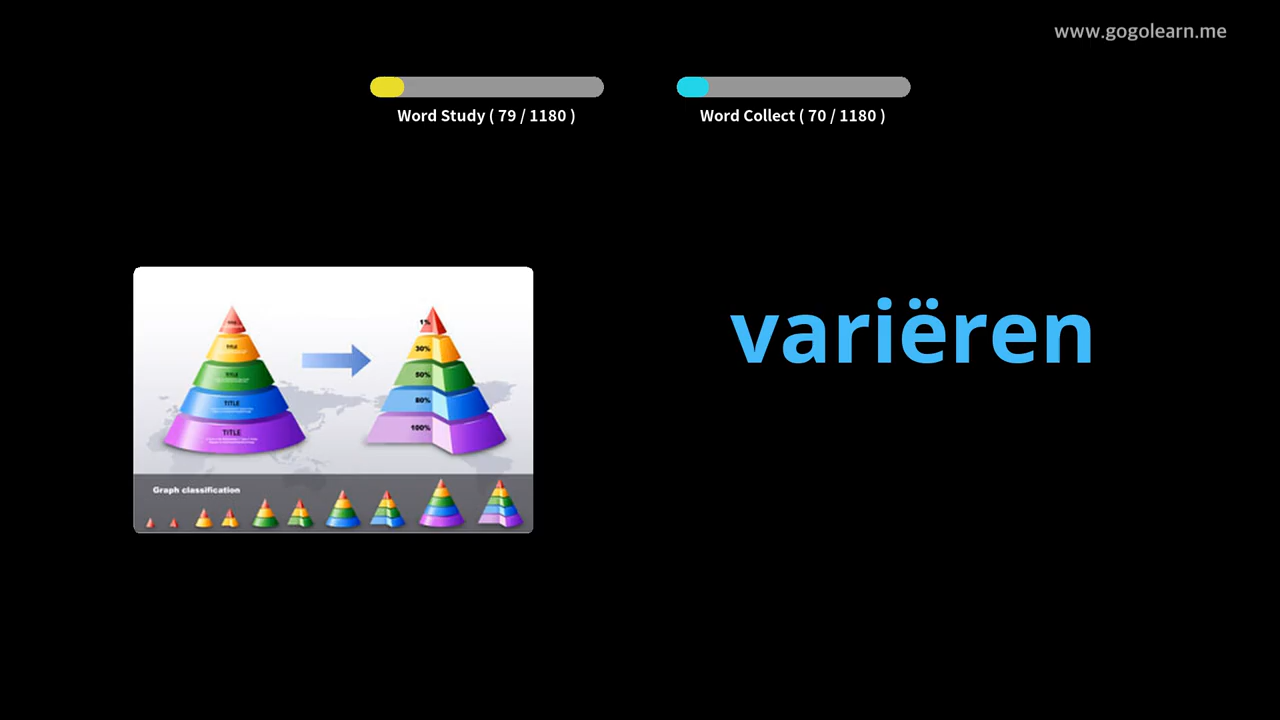 www.gogolearn.me
Word Study ( 79 / 1180 )
Word Collect ( 70 / 1180 )
variëren
TITLE
TITLE
TITLE
TITLE
1%
30%
50%
80%
100%
Graph classification